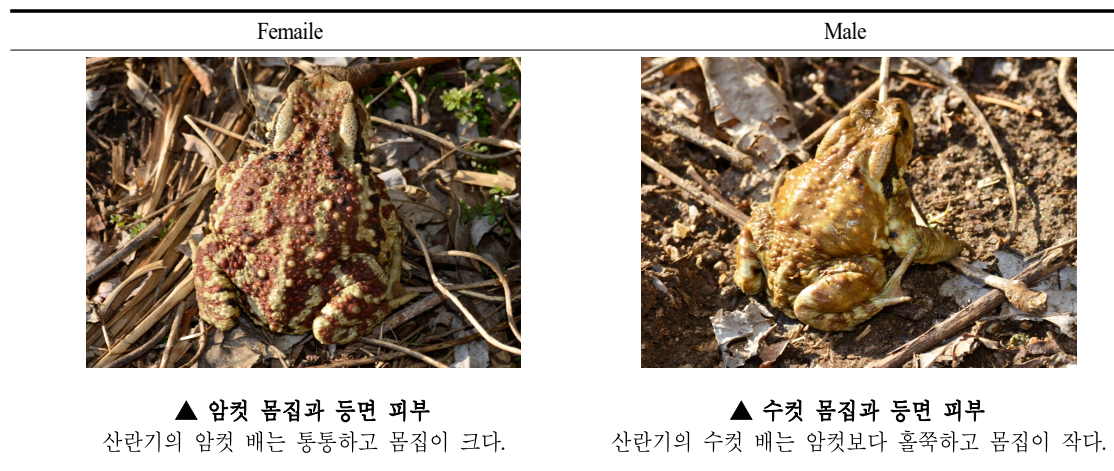 Femaile
Male
▲ 암컷 몸집과 등면 피부
산란기의 암컷 배는 통통하고 몸집이 크다.
▲ 수컷 몸집과 등면 피부
산란기의 수컷 배는 암컷보다 홀쭉하고 몸집이 작다.